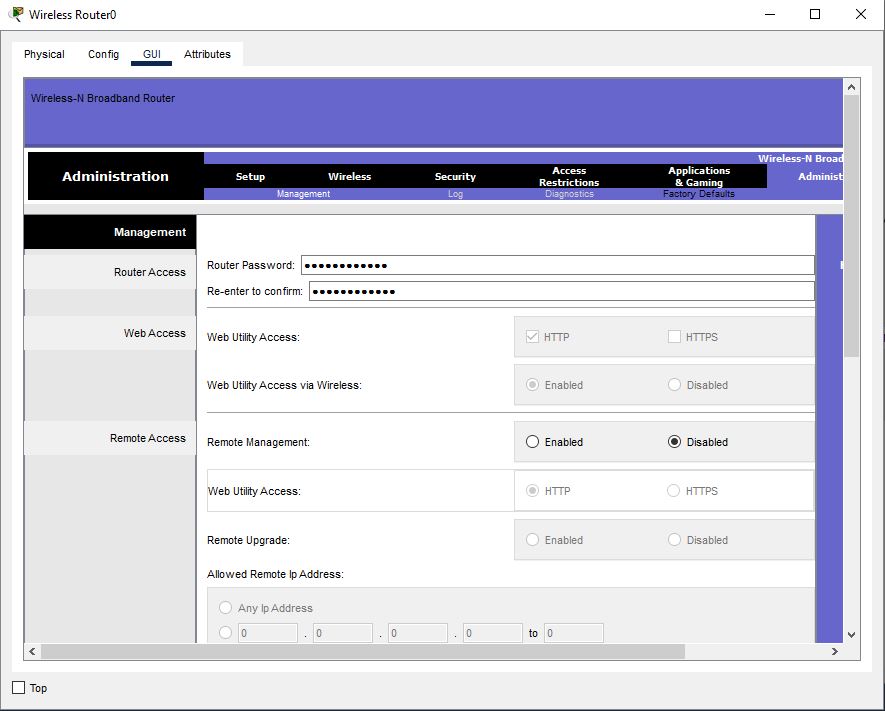 Wireless Router0
Physical Config GUI Attributes
Wireless-N Broadband Router
Wireless-N Broad
Administration
Setup Wireless Security Access Restrictions Applications & Gaming Administ
Management Log Diagnostics Factory Defaults
Management
Router Access
Router Password: ●●●●●●●●●●●●
Re-enter to confirm: ●●●●●●●●●●●●
Web Access
Web Utility Access: HTTP HTTPS
Web Utility Access via Wireless: Enabled Disabled
Remote Access
Remote Management: Enabled Disabled
Web Utility Access: HTTP HTTPS
Remote Upgrade: Enabled Disabled
Allowed Remote Ip Address:
Any Ip Address
0 . 0 . 0 . 0 to 0
Top